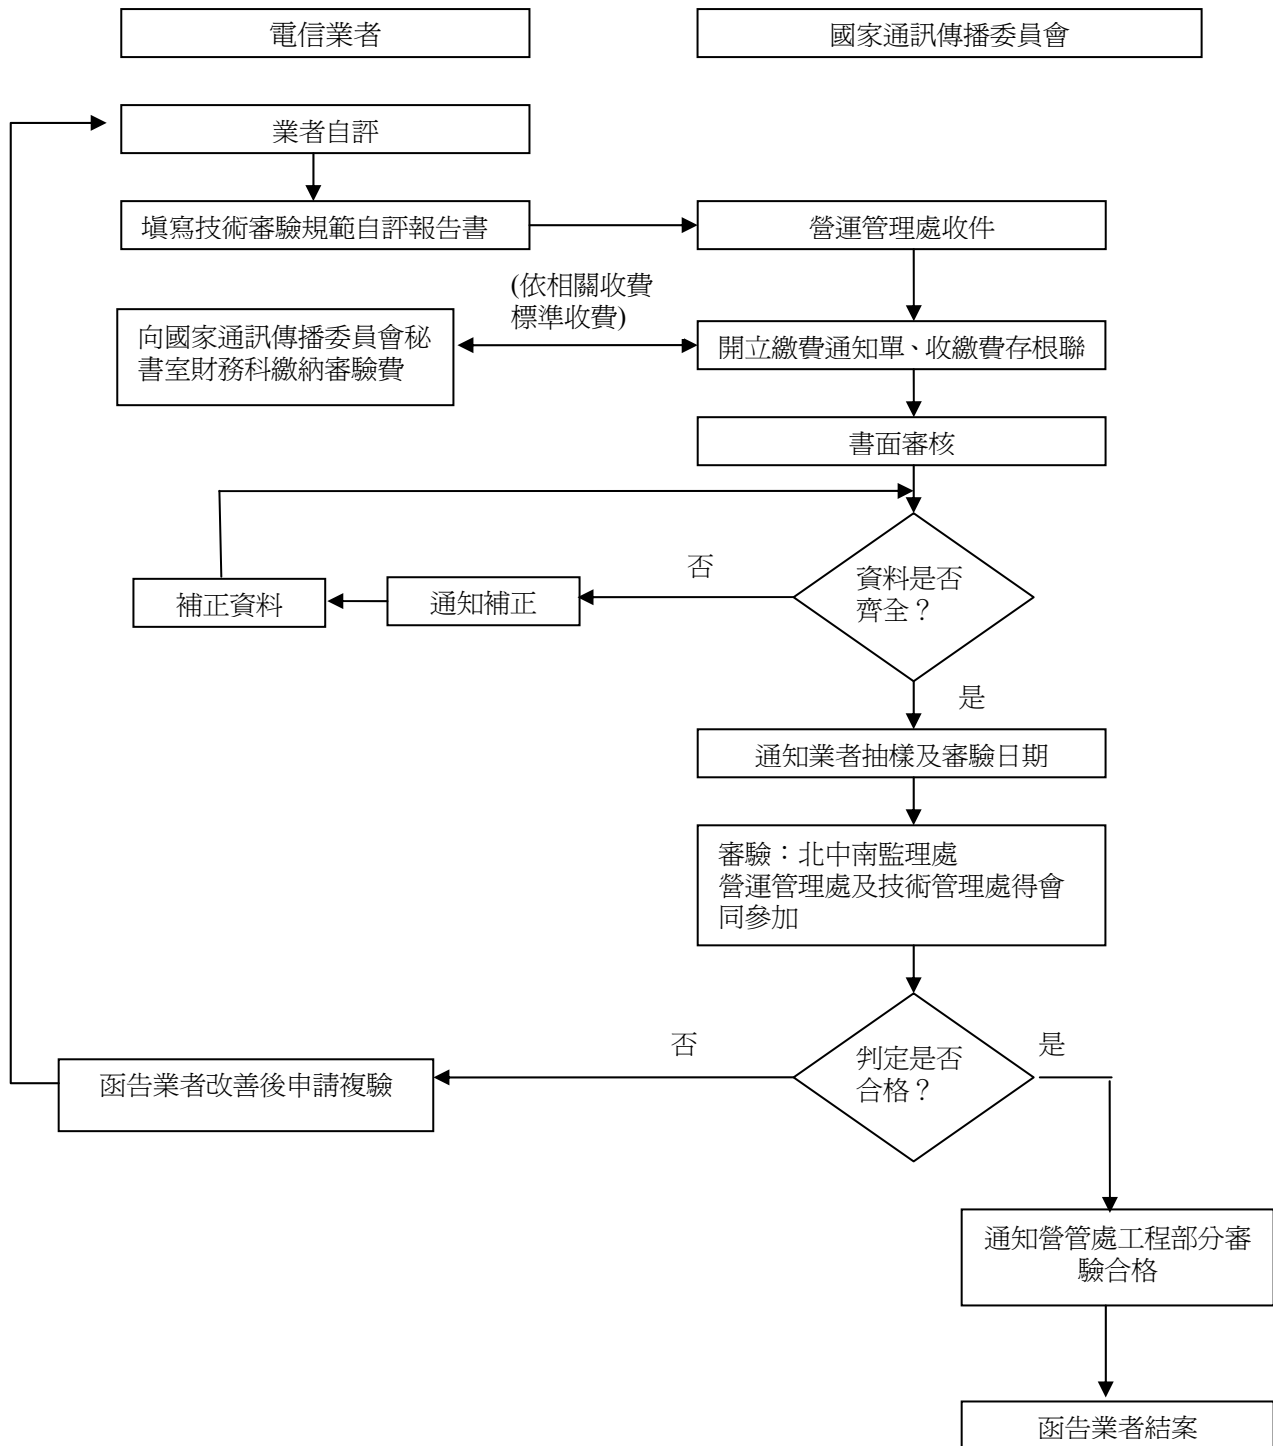 電信業者
國家通訊傳播委員會
業者自評
填寫技術審驗規範自評報告書
營運管理處收件
(依相關收費
標準收費)
向國家通訊傳播委員會秘
書室財務科繳納審驗費
開立繳費通知單、收繳費存根聯
書面審核
資料是否
齊全？
否
通知補正
補正資料
是
通知業者抽樣及審驗日期
審驗：北中南監理處
營運管理處及技術管理處得會
同參加
判定是否
合格？
否
是
函告業者改善後申請複驗
通知營管處工程部分審
驗合格
函告業者結案